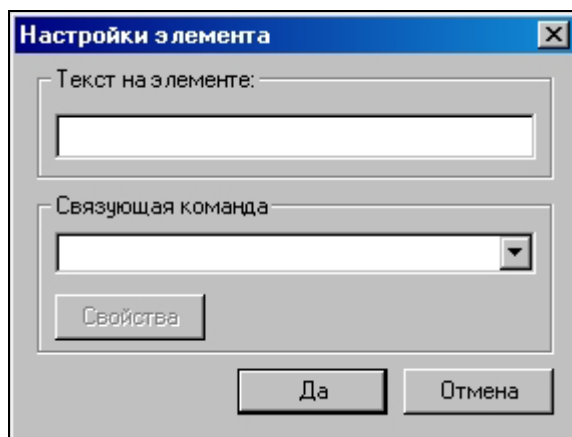 Настройки элемента
Текст на элементе:
Связующая команда
Свойства
Да
Отмена